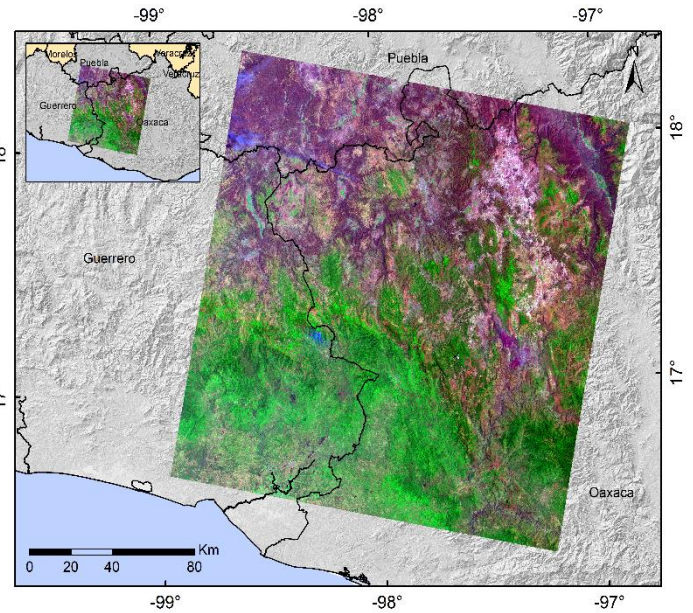 -99°
-98°
-97°
Morelos
Veracruz
Puebla
Veracruz
Guerrero
Oaxaca
Puebla
18°
Guerrero
17°
Oaxaca
Km
0 20 40 60 80
-99°
-98°
-97°